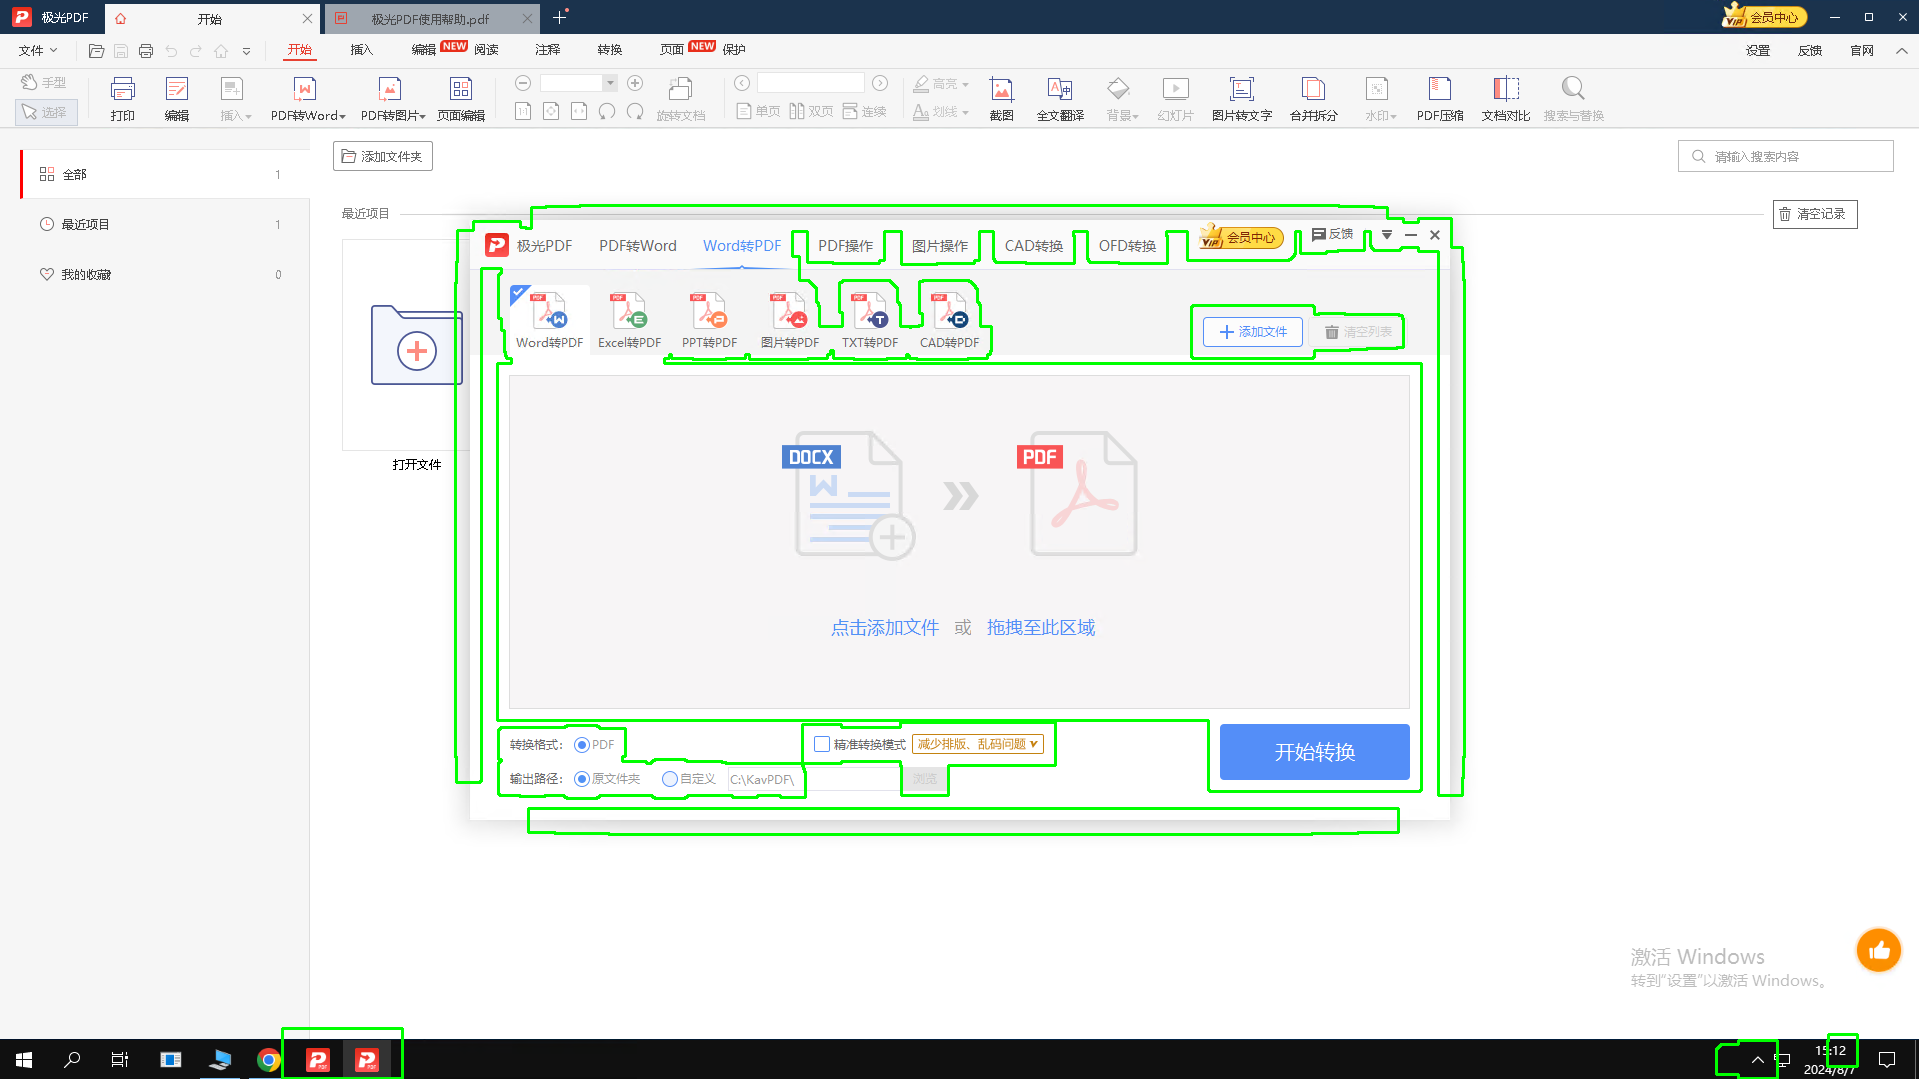 极光PDF 开始 极光PDF使用帮助.pdf 会员中心
文件 开始 插入 编辑 NEW 阅读 注释 转换 页面 NEW 保护 设置 反馈 官网
手型
选择
打印 编辑 插入 PDF转Word PDF转图片 页面编辑
1:1 旋转文档
单页 双页 连续
高亮
划线
截图 全文翻译 背景 幻灯片 图片转文字 合并拆分 水印 PDF压缩 文档对比 搜索与替换
全部 1
最近项目 1
我的收藏 0
添加文件夹
请输入搜索内容
最近项目
清空记录
打开文件
极光PDF PDF转Word Word转PDF PDF操作 图片操作 CAD转换 OFD转换 VIP 会员中心 反馈
Word转PDF Excel转PDF PPT转PDF 图片转PDF TXT转PDF CAD转PDF
添加文件 清空列表
DOCX
PDF
点击添加文件 或 拖拽至此区域
转换格式: PDF 精准转换模式 减少排版、乱码问题
输出路径: 原文件夹 自定义 C:\KavPDF\ 浏览
开始转换
激活 Windows
转到“设置”以激活 Windows。
15:12
2024/8/7